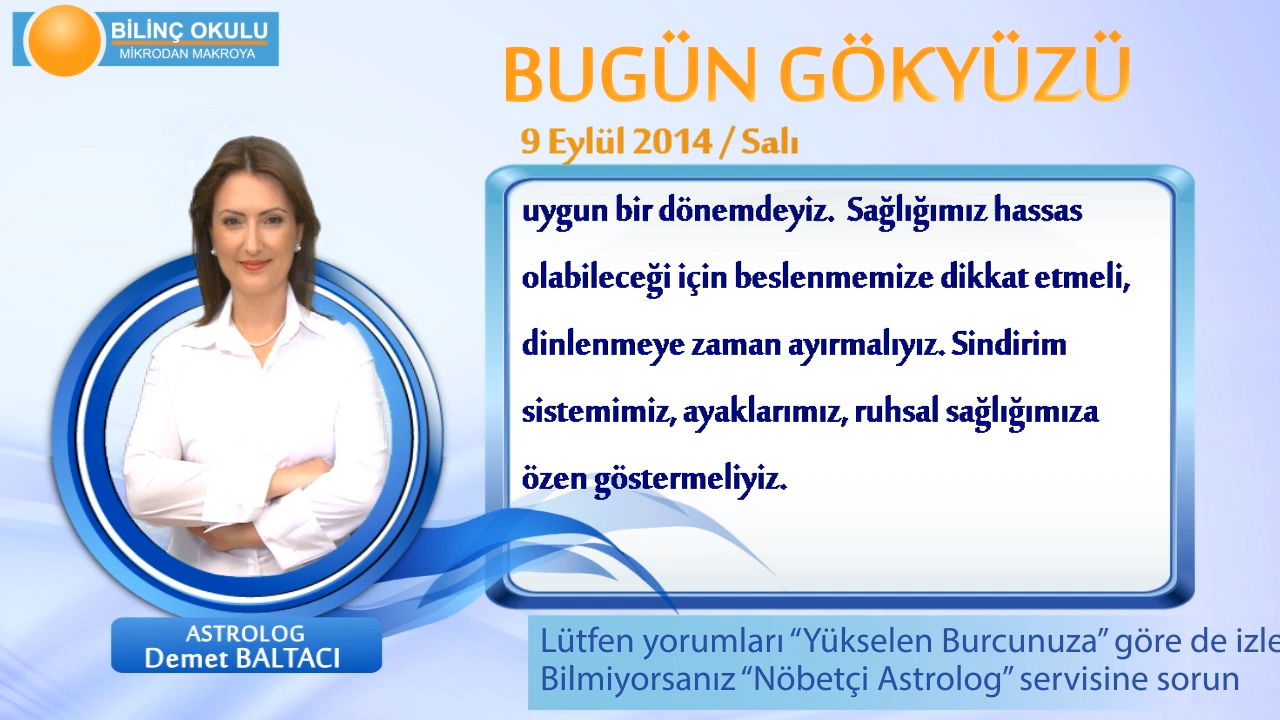 BİLİNÇ OKULU
MİKRODAN MAKROYA
BUGÜN GÖKYÜZÜ
9 Eylül 2014 / Salı
uygun bir dönemdeyiz. Sağlığımız hassas
olabileceği için beslenmemize dikkat etmeli,
dinlenmeye zaman ayırmalıyız. Sindirim
sistemimiz, ayaklarımız, ruhsal sağlığımıza
özen göstermeliyiz.
ASTROLOG
Demet BALTACI
Lütfen yorumları “Yükselen Burcunuza” göre de izle
Bilmiyorsanız “Nöbetçi Astrolog” servisine sorun